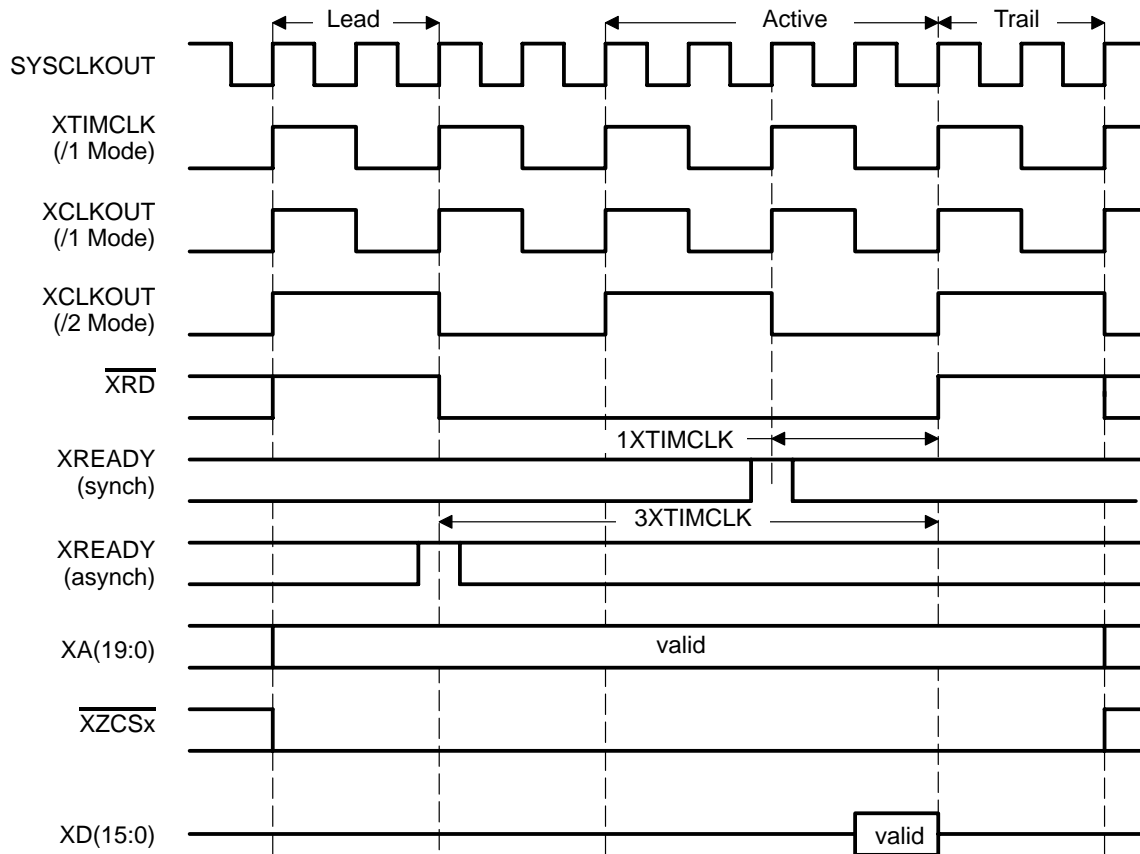 Lead
Active
Trail
SYSCLKOUT
XTIMCLK
(/1 Mode)
XCLKOUT
(/1 Mode)
XCLKOUT
(/2 Mode)
XRD
1XTIMCLK
XREADY
(synch)
3XTIMCLK
XREADY
(asynch)
XA(19:0)
valid
XZCSx
XD(15:0)
valid